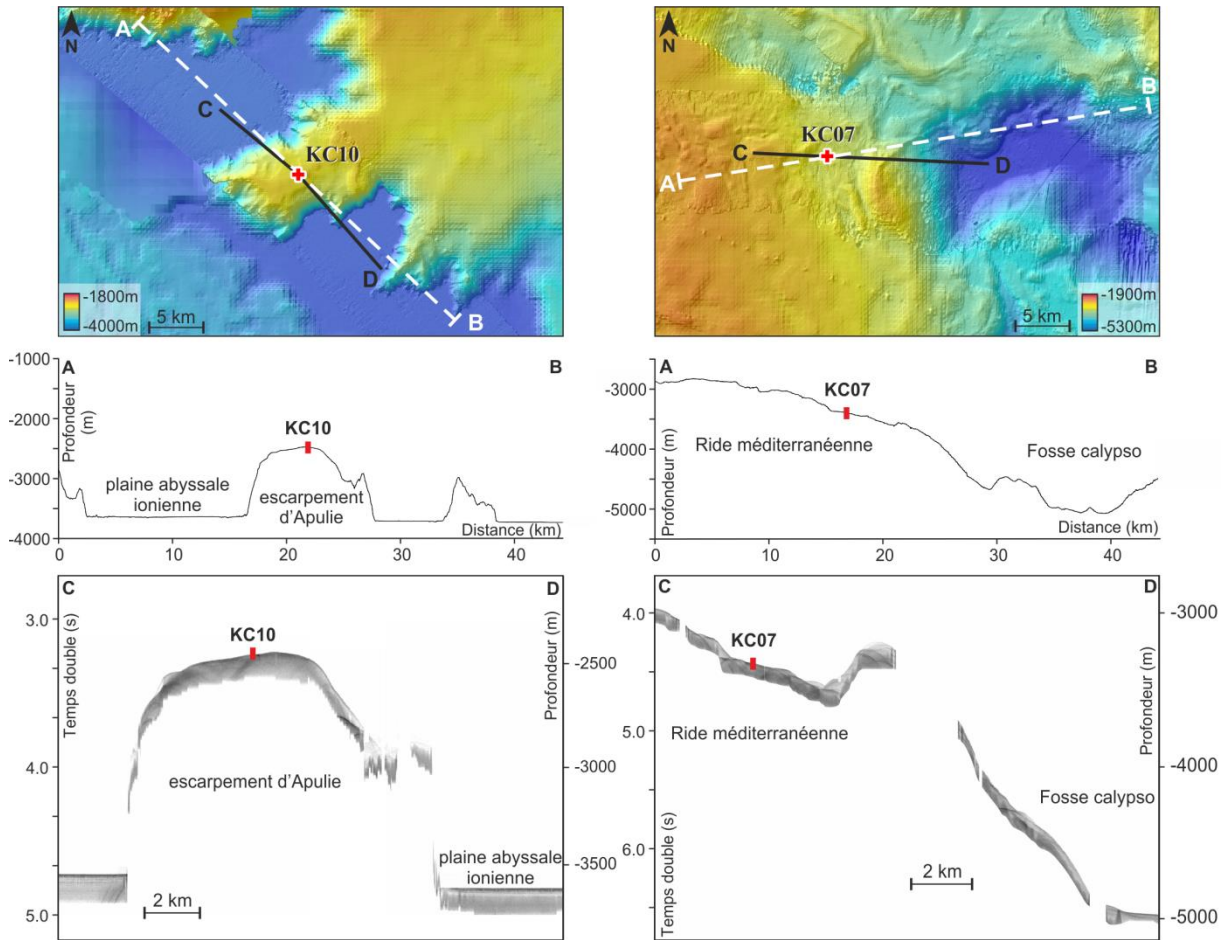 A
N
C
KC10
D
B
-1800m
-4000m
5 km
N
B
KC07
C
D
A
-1900m
-5300m
5 km
A
B
-1000
-2000
-3000
-4000
Profondeur
(m)
KC10
plaine abyssale
ionienne
escarpement
d'Apulie
Distance (km)
0
10
20
30
40
A
B
-3000
-4000
-5000
Profondeur (m)
KC07
Ride méditerranéenne
Fosse calypso
Distance (km)
0
10
20
30
40
C
D
3.0
4.0
5.0
Temps double (s)
KC10
escarpement d'Apulie
plaine abyssale
ionienne
2 km
Profondeur (m)
-2500
-3000
-3500
C
D
4.0
5.0
6.0
Temps double (s)
KC07
Ride méditerranéenne
Fosse calypso
2 km
Profondeur (m)
-3000
-4000
-5000